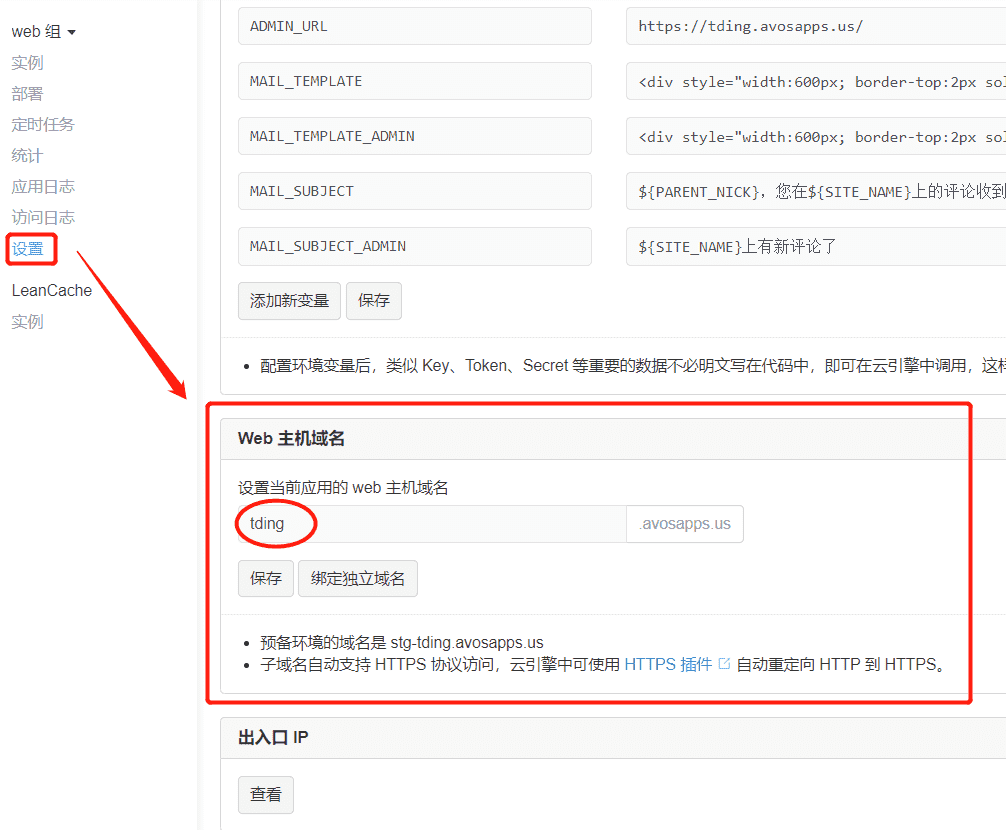 web 组
实例
部署
定时任务
统计
应用日志
访问日志
设置
LeanCache
实例
ADMIN_URL
https://tding.avosapps.us/
MAIL_TEMPLATE
<div style="width:600px; border-top:2px sol
MAIL_TEMPLATE_ADMIN
<div style="width:600px; border-top:2px sol
MAIL_SUBJECT
${PARENT_NICK}，您在${SITE_NAME}上的评论收到
MAIL_SUBJECT_ADMIN
${SITE_NAME}上有新评论了
添加新变量 保存
配置环境变量后，类似 Key、Token、Secret 等重要的数据不必明文写在代码中，即可在云引擎中调用，这样
Web 主机域名
设置当前应用的 web 主机域名
tding .avosapps.us
保存 绑定独立域名
预备环境的域名是 stg-tding.avosapps.us
子域名自动支持 HTTPS 协议访问，云引擎中可使用 HTTPS 插件 自动重定向 HTTP 到 HTTPS。
出入口 IP
查看